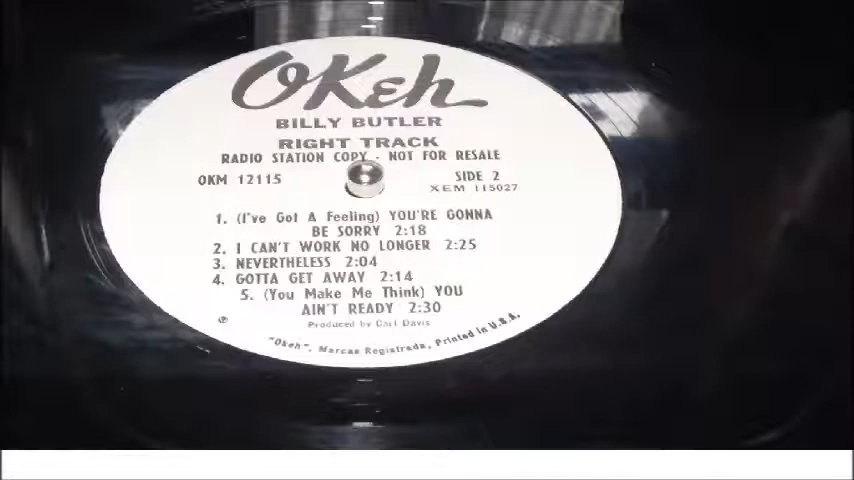 OKeh
BILLY BUTLER
RIGHT TRACK
RADIO STATION COPY - NOT FOR RESALE
OKM 12115 SIDE 2
XEM 115027
1. (I've Got A Feeling) YOU'RE GONNA
BE SORRY 2:18
2. I CAN'T WORK NO LONGER 2:25
3. NEVERTHELESS 2:04
4. GOTTA GET AWAY 2:14
5. (You Make Me Think) YOU
AIN'T READY 2:30
Produced by Carl Davis
℗
"Okeh", Marcas Registrada, Printed in U.S.A.